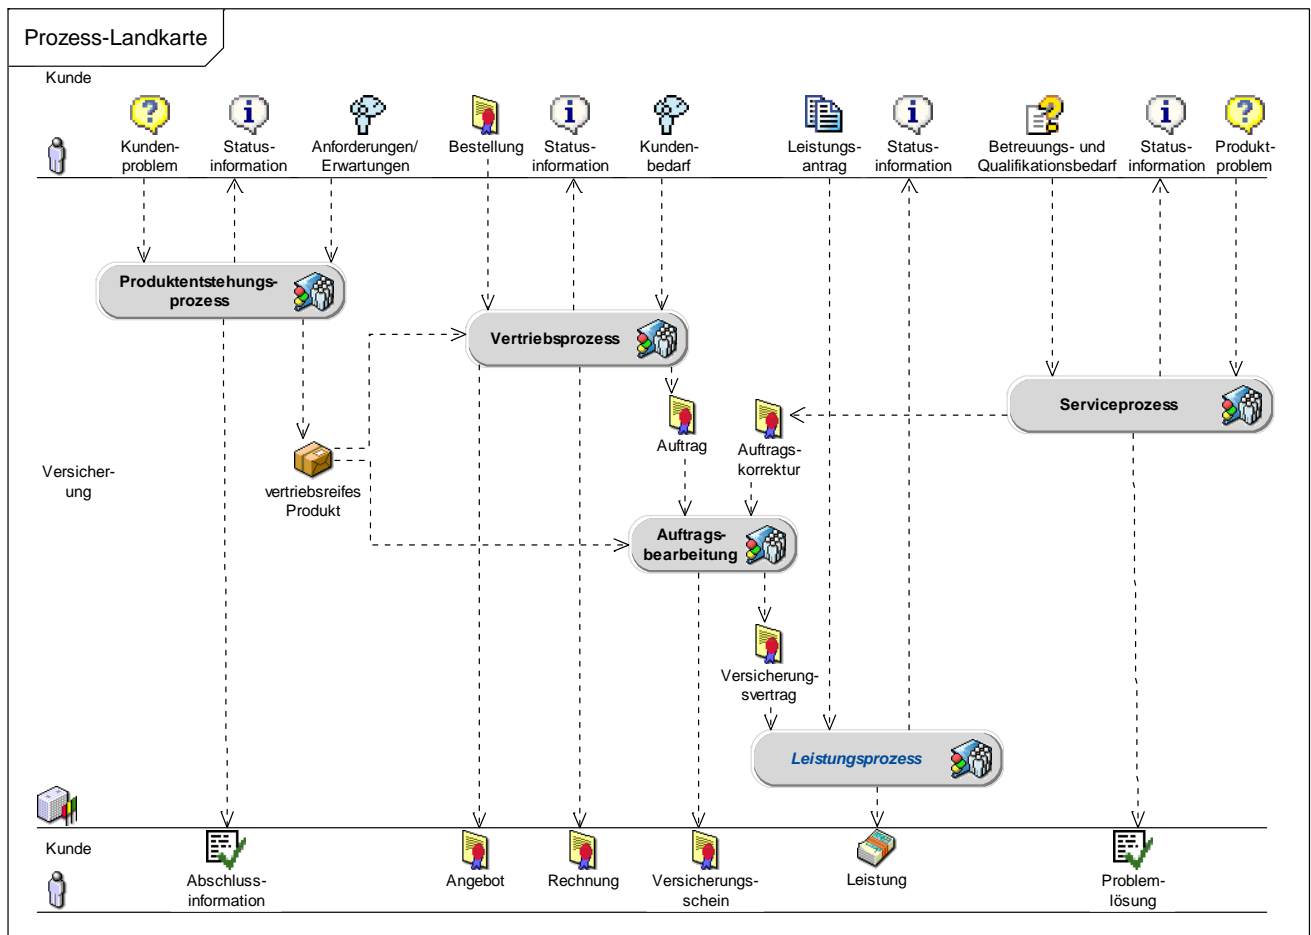 Prozess-Landkarte
Kunde
Kunden-
problem
Status-
information
Anforderungen/
Erwartungen
Bestellung
Status-
information
Kunden-
bedarf
Leistungs-
antrag
Status-
information
Betreuungs- und
Qualifikationsbedarf
Status-
information
Produkt-
problem
Produktentstehungs-
prozess
Vertriebsprozess
Serviceprozess
Auftrag
Auftrags-
korrektur
Versicher-
ung
vertriebsreifes
Produkt
Auftrags-
bearbeitung
Versicherung-
svertrag
Leistungsprozess
Kunde
Abschluss-
information
Angebot
Rechnung
Versicherungs-
schein
Leistung
Problem-
lösung